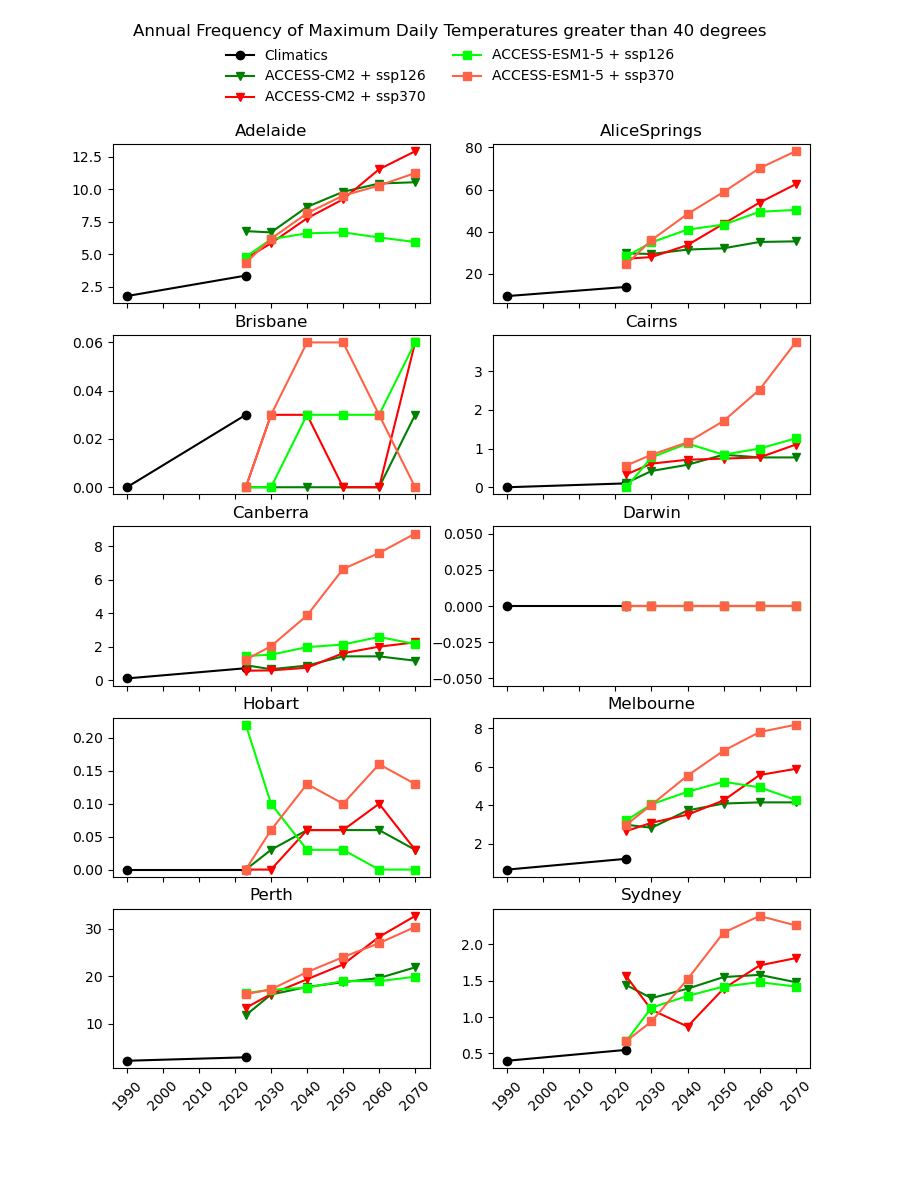 Annual Frequency of Maximum Daily Temperatures greater than 40 degrees
Climatics
ACCESS-CM2 + ssp126
ACCESS-CM2 + ssp370
ACCESS-ESM1-5 + ssp126
ACCESS-ESM1-5 + ssp370
Adelaide
12.5
10.0
7.5
5.0
2.5
AliceSprings
80
60
40
20
Brisbane
0.06
0.04
0.02
0.00
Cairns
3
2
1
0
Canberra
8
6
4
2
0
Darwin
0.050
0.025
0.000
−0.025
−0.050
Hobart
0.20
0.15
0.10
0.05
0.00
Melbourne
8
6
4
2
Perth
30
20
10
1990 2000 2010 2020 2030 2040 2050 2060 2070
Sydney
2.0
1.5
1.0
0.5
1990 2000 2010 2020 2030 2040 2050 2060 2070